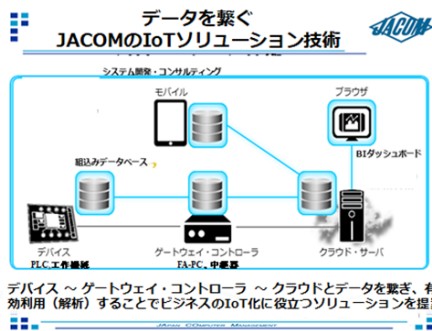 データを繋ぐ
JACOMのIoTソリューション技術
JACOM
システム開発・コンサルティング
モバイル
ブラウザ
組込みデータベース
BIダッシュボード
デバイス
PLC,工作機械
ゲートウェイ・コントローラ
FA-PC、中継器
クラウド・サーバ
デバイス ～ ゲートウェイ・コントローラ ～ クラウドとデータを繋ぎ、有
効利用（解析）することでビジネスのIoT化に役立つソリューションを提
JAPAN COMPUTER MANAGEMENT